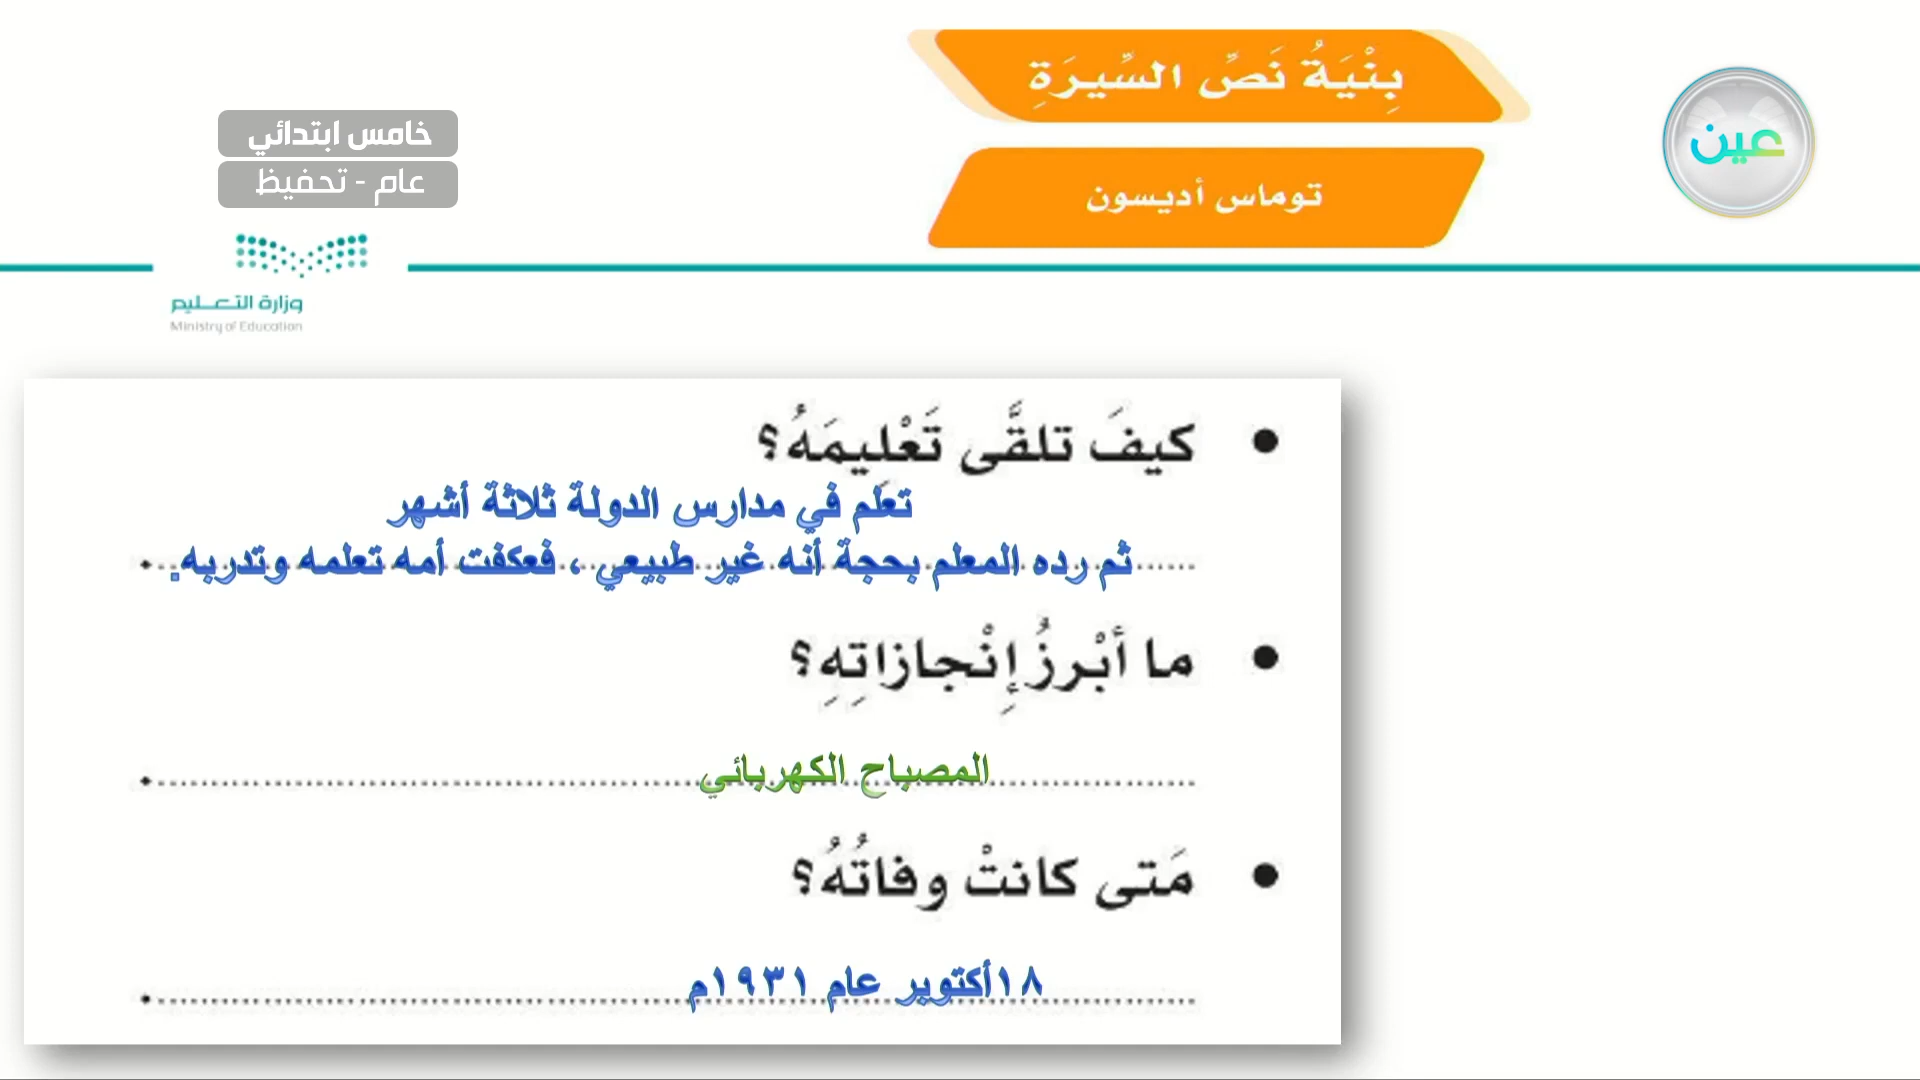 بِنْيَةُ نَصِّ السِّيرَةِ
توماس أديسون
عين
خامس ابتدائي
عام - تحفيظ
وزارة التعليم
Ministry of Education
كيفَ تلقَّى تَعْلِيمَهُ؟
تعلم في مدارس الدولة ثلاثة أشهر
ثم رده المعلم بحجة أنه غير طبيعي ، فعكفت أمه تعلمه وتدربه.
ما أبْرزُ إِنْجازاتِهِ؟
المصباح الكهربائي
مَتى كانتْ وفاتُهُ؟
١٨أكتوبر عام ١٩٣١م